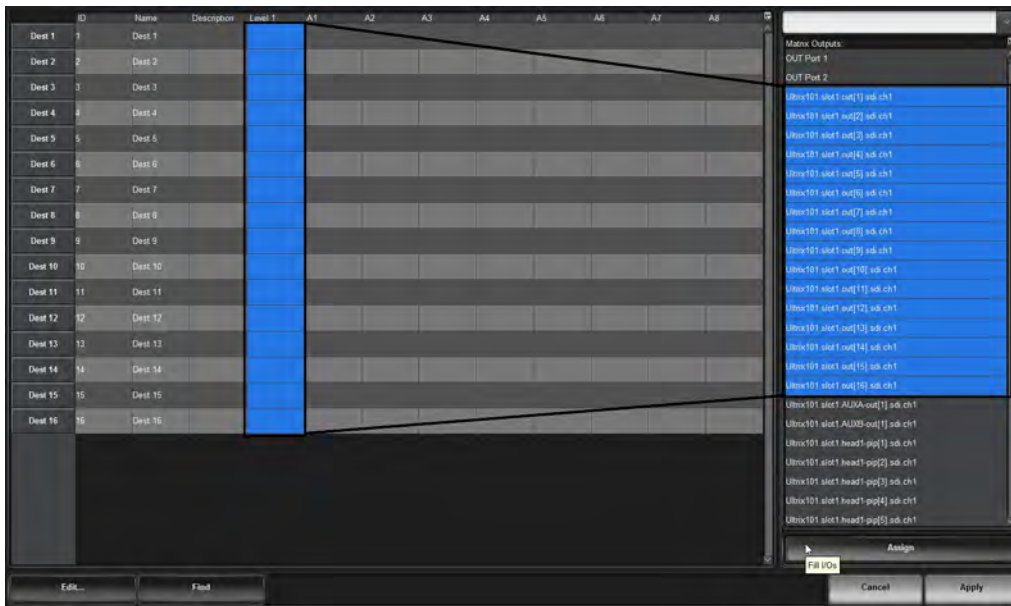 ID Name Description Level 1 A1 A2 A3 A4 A5 A6 A7 A8
Dest 1 1 Dest 1
Dest 2 2 Dest 2
Dest 3 3 Dest 3
Dest 4 4 Dest 4
Dest 5 5 Dest 5
Dest 6 6 Dest 6
Dest 7 7 Dest 7
Dest 8 8 Dest 8
Dest 9 9 Dest 9
Dest 10 10 Dest 10
Dest 11 11 Dest 11
Dest 12 12 Dest 12
Dest 13 13 Dest 13
Dest 14 14 Dest 14
Dest 15 15 Dest 15
Dest 16 16 Dest 16
Matrix Outputs:
OUT Port 1
OUT Port 2
Ultrix101.slot1.out[1].sdi.ch1
Ultrix101.slot1.out[2].sdi.ch1
Ultrix101.slot1.out[3].sdi.ch1
Ultrix101.slot1.out[4].sdi.ch1
Ultrix101.slot1.out[5].sdi.ch1
Ultrix101.slot1.out[6].sdi.ch1
Ultrix101.slot1.out[7].sdi.ch1
Ultrix101.slot1.out[8].sdi.ch1
Ultrix101.slot1.out[9].sdi.ch1
Ultrix101.slot1.out[10].sdi.ch1
Ultrix101.slot1.out[11].sdi.ch1
Ultrix101.slot1.out[12].sdi.ch1
Ultrix101.slot1.out[13].sdi.ch1
Ultrix101.slot1.out[14].sdi.ch1
Ultrix101.slot1.out[15].sdi.ch1
Ultrix101.slot1.out[16].sdi.ch1
Ultrix101.slot1.AUXA-out[1].sdi.ch1
Ultrix101.slot1.AUXB-out[1].sdi.ch1
Ultrix101.slot1.head1-pip[1].sdi.ch1
Ultrix101.slot1.head1-pip[2].sdi.ch1
Ultrix101.slot1.head1-pip[3].sdi.ch1
Ultrix101.slot1.head1-pip[4].sdi.ch1
Ultrix101.slot1.head1-pip[5].sdi.ch1
Assign
Fill I/Os
Edit... Find Cancel Apply